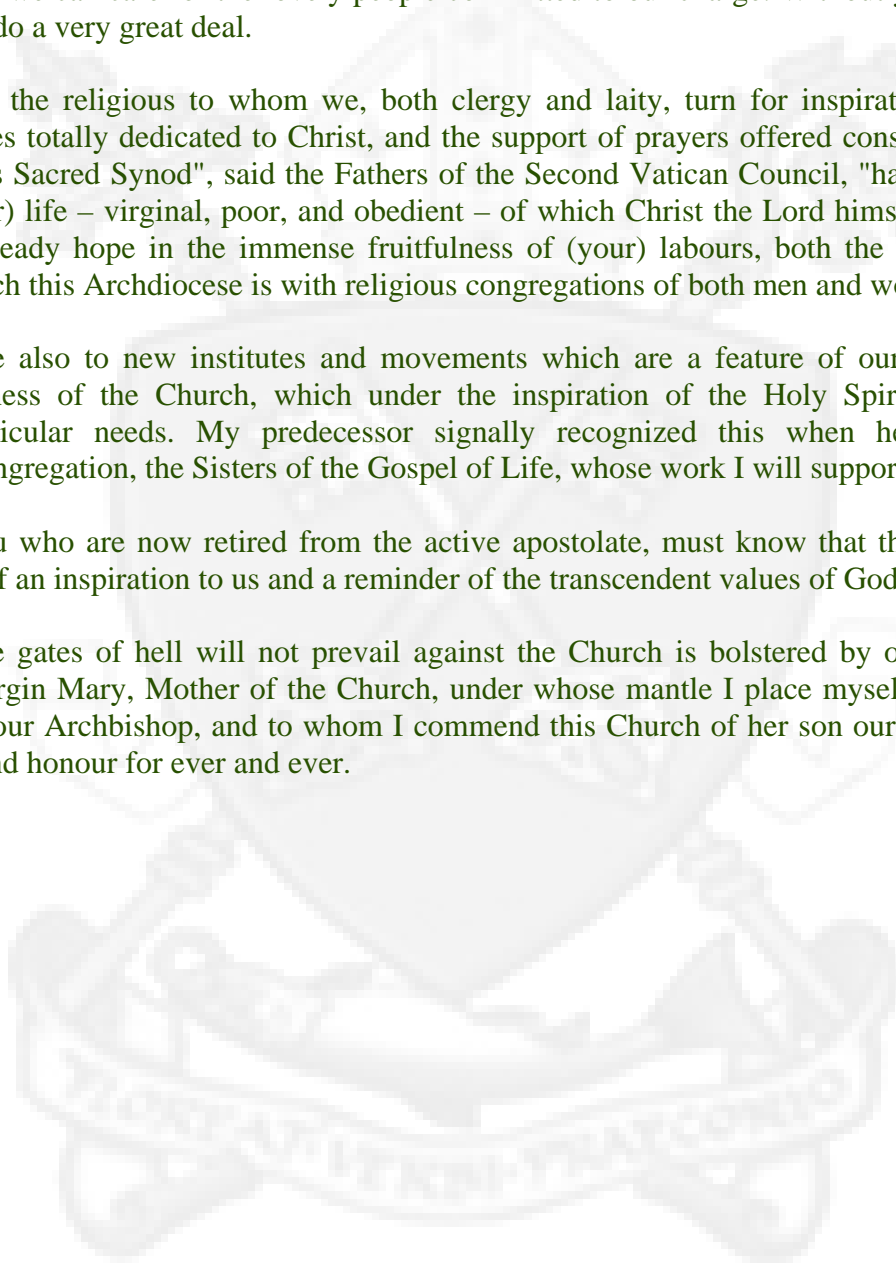 do a very great deal.
the religious to whom we, both clergy and laity, turn for inspirat
es totally dedicated to Christ, and the support of prayers offered cons
s Sacred Synod", said the Fathers of the Second Vatican Council, "ha
r) life – virginal, poor, and obedient – of which Christ the Lord hims
eady hope in the immense fruitfulness of (your) labours, both the
ch this Archdiocese is with religious congregations of both men and w
e also to new institutes and movements which are a feature of our
ness of the Church, which under the inspiration of the Holy Spir
icular needs. My predecessor signally recognized this when he
ngregation, the Sisters of the Gospel of Life, whose work I will suppor
u who are now retired from the active apostolate, must know that th
f an inspiration to us and a reminder of the transcendent values of God
e gates of hell will not prevail against the Church is bolstered by o
rgin Mary, Mother of the Church, under whose mantle I place mysel
our Archbishop, and to whom I commend this Church of her son our
nd honour for ever and ever.
FLOREAT VERBI PRAECONIO